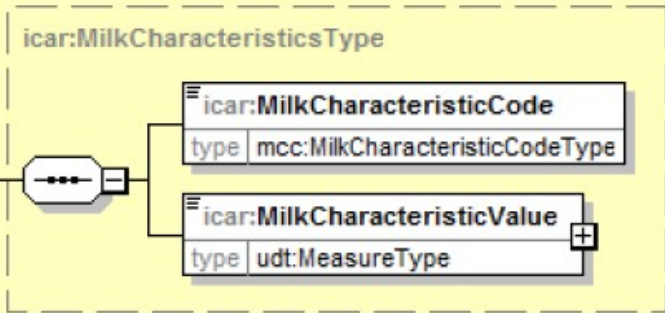 icar:MilkCharacteristicsType
icar:MilkCharacteristicCode
type mcc:MilkCharacteristicCodeType
icar:MilkCharacteristicValue
type udt:MeasureType